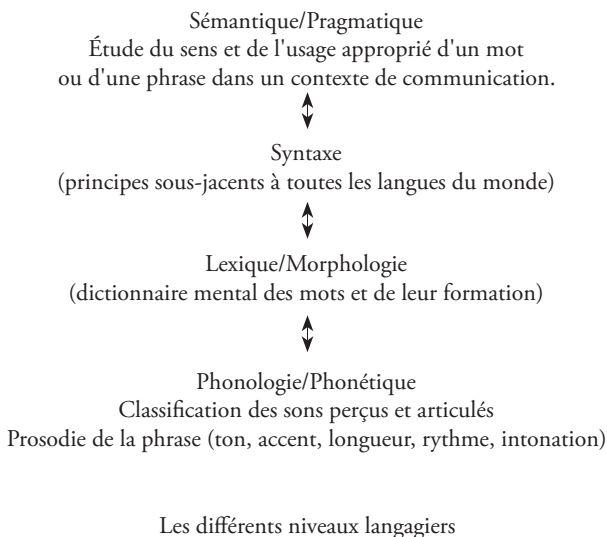 Sémantique/Pragmatique
Étude du sens et de l'usage approprié d'un mot
ou d'une phrase dans un contexte de communication.
Syntaxe
(principes sous-jacents à toutes les langues du monde)
Lexique/Morphologie
(dictionnaire mental des mots et de leur formation)
Phonologie/Phonétique
Classification des sons perçus et articulés
Prosodie de la phrase (ton, accent, longueur, rythme, intonation)
Les différents niveaux langagiers